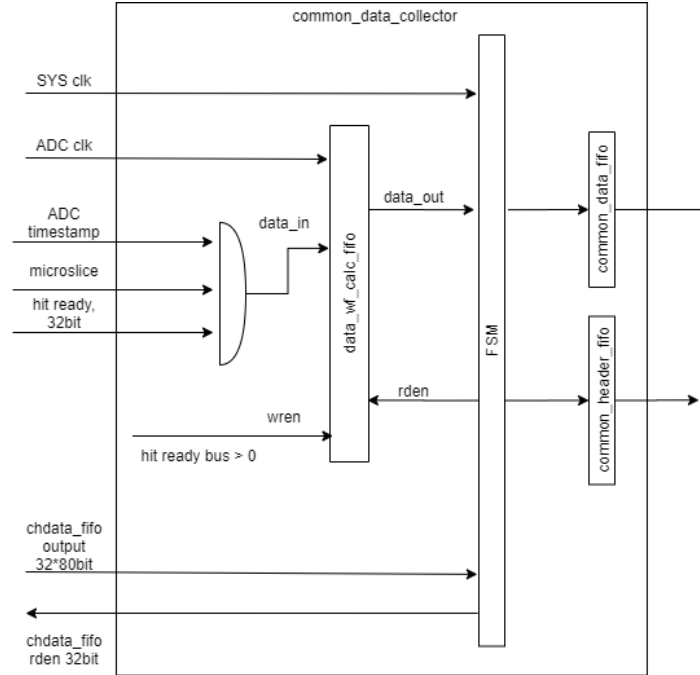 common_data_collector
SYS clk
ADC clk
ADC
timestamp
microslice
hit ready,
32bit
data_in
data_wf_calc_fifo
data_out
rden
wren
hit ready bus > 0
FSM
common_data_fifo
common_header_fifo
chdata_fifo
output
32*80bit
chdata_fifo
rden 32bit